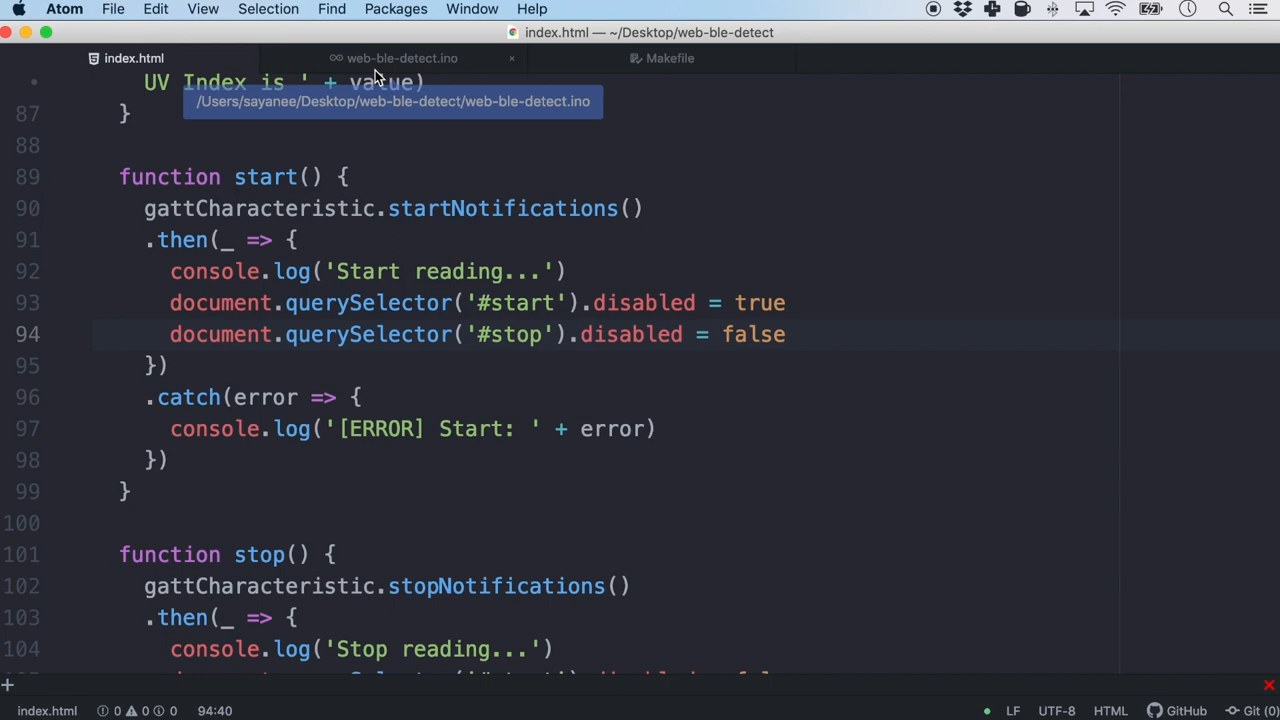 Atom File Edit View Selection Find Packages Window Help
index.html — ~/Desktop/web-ble-detect
index.html web-ble-detect.ino × Makefile
• UV Index is ' + value)
/Users/sayanee/Desktop/web-ble-detect/web-ble-detect.ino
87 }
88
89 function start() {
90 gattCharacteristic.startNotifications()
91 .then(_ => {
92 console.log('Start reading...')
93 document.querySelector('#start').disabled = true
94 document.querySelector('#stop').disabled = false
95 })
96 .catch(error => {
97 console.log('[ERROR] Start: ' + error)
98 })
99 }
100
101 function stop() {
102 gattCharacteristic.stopNotifications()
103 .then(_ => {
104 console.log('Stop reading...')
index.html 0 0 0 94:40 LF UTF-8 HTML GitHub Git (0)